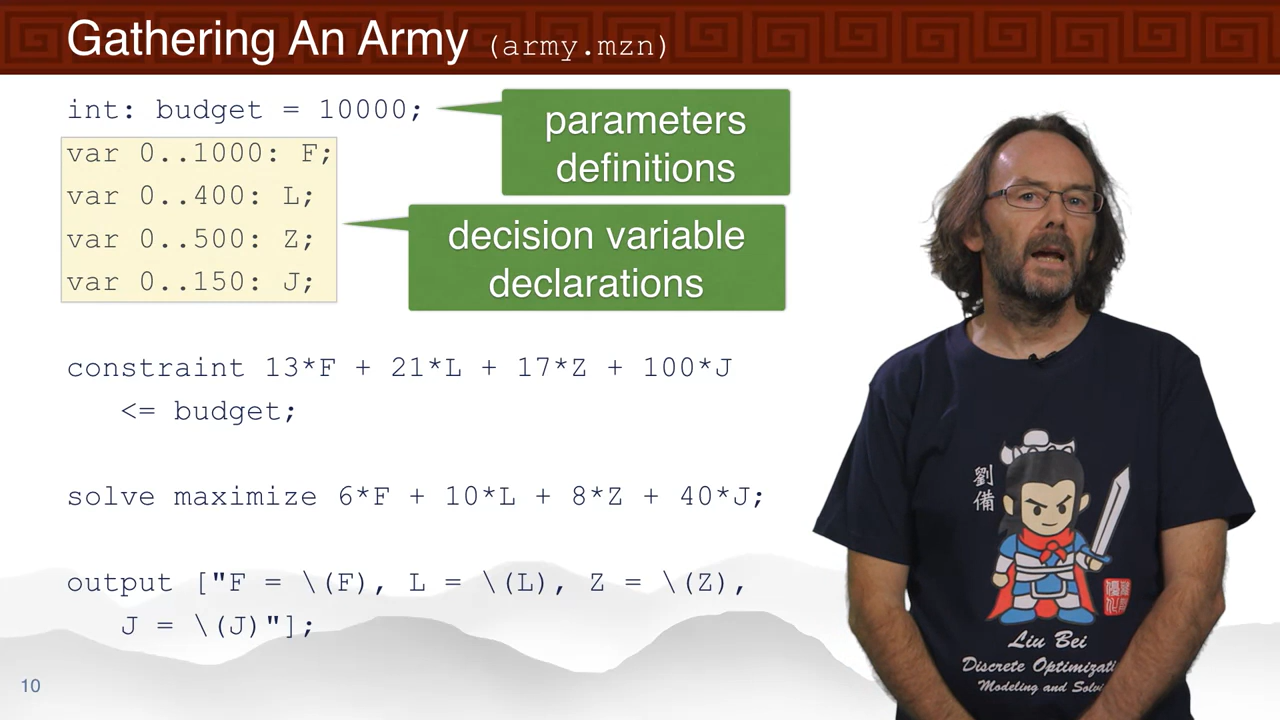 Gathering An Army (army.mzn)
int: budget = 10000;
parameters
definitions
var 0..1000: F;
var 0..400: L;
var 0..500: Z;
var 0..150: J;
decision variable
declarations
constraint 13*F + 21*L + 17*Z + 100*J
<= budget;
solve maximize 6*F + 10*L + 8*Z + 40*J;
output ["F = \(F), L = \(L), Z = \(Z),
J = \(J)"];
10
劉
備
Liu Bei
Discrete Optimizati
Modeling and Solvi